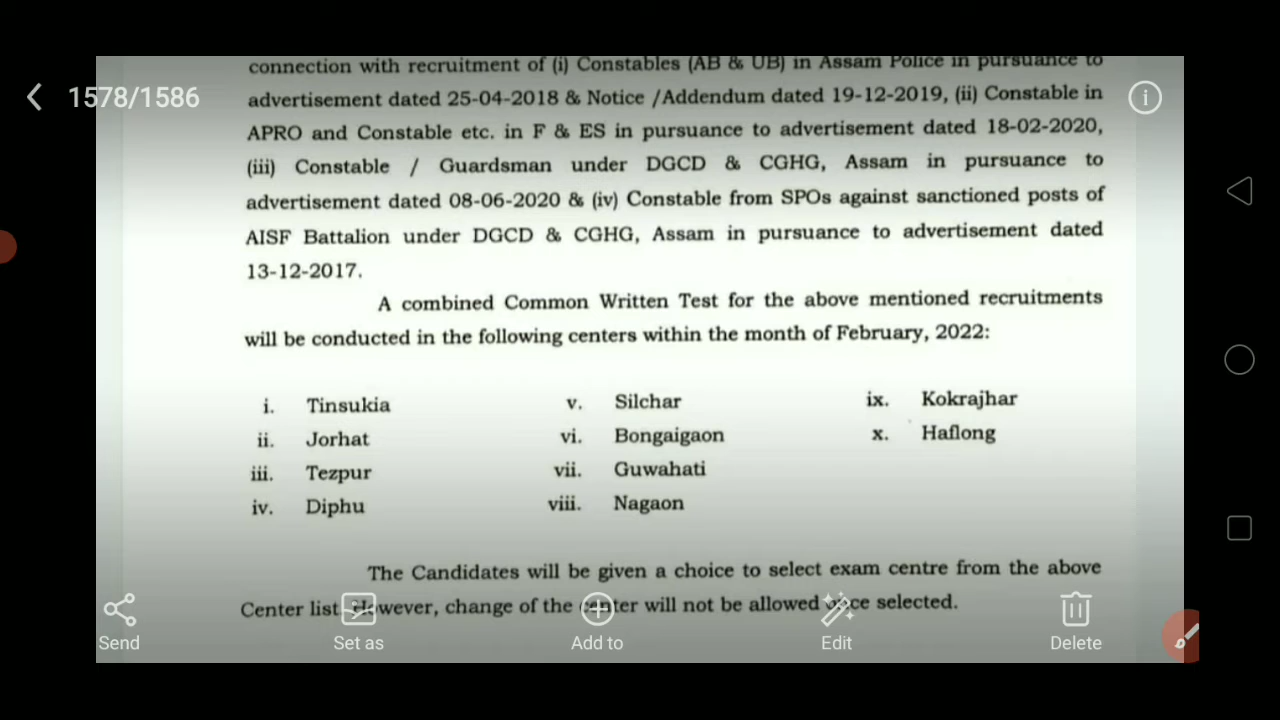 connection with recruitment of (i) Constables (AB & UB) in Assam Police in pursuance to
1578/1586
advertisement dated 25-04-2018 & Notice /Addendum dated 19-12-2019, (ii) Constable in
APRO and Constable etc. in F & ES in pursuance to advertisement dated 18-02-2020,
(iii) Constable / Guardsman under DGCD & CGHG, Assam in pursuance to
advertisement dated 08-06-2020 & (iv) Constable from SPOs against sanctioned posts of
AISF Battalion under DGCD & CGHG, Assam in pursuance to advertisement dated
13-12-2017.
A combined Common Written Test for the above mentioned recruitments
will be conducted in the following centers within the month of February, 2022:
i. Tinsukia v. Silchar ix. Kokrajhar
ii. Jorhat vi. Bongaigaon x. Haflong
iii. Tezpur vii. Guwahati
iv. Diphu viii. Nagaon
The Candidates will be given a choice to select exam centre from the above
Center list. However, change of the center will not be allowed once selected.
Send Set as Add to Edit Delete